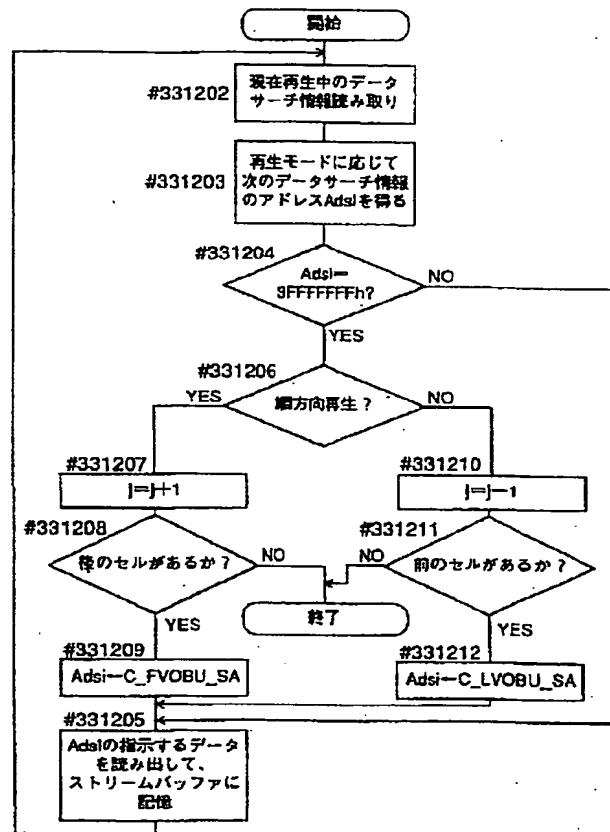 開始
#331202
現在再生中のデータ
サーチ情報読み取り
#331203
再生モードに応じて
次のデータサーチ情報
のアドレスAdsiを得る
#331204
Adsi=
3FFFFFFFh?
NO
YES
#331206
順方向再生?
YES
NO
#331207
j=j+1
#331210
j=j-1
#331208
後のセルがあるか?
NO
YES
#331211
前のセルがあるか?
NO
YES
終了
#331209
Adsi←C_FVOBU_SA
#331212
Adsi←C_LVOBU_SA
#331205
Adsiの指示するデータ
を読み出して、
ストリームバッファに
記憶